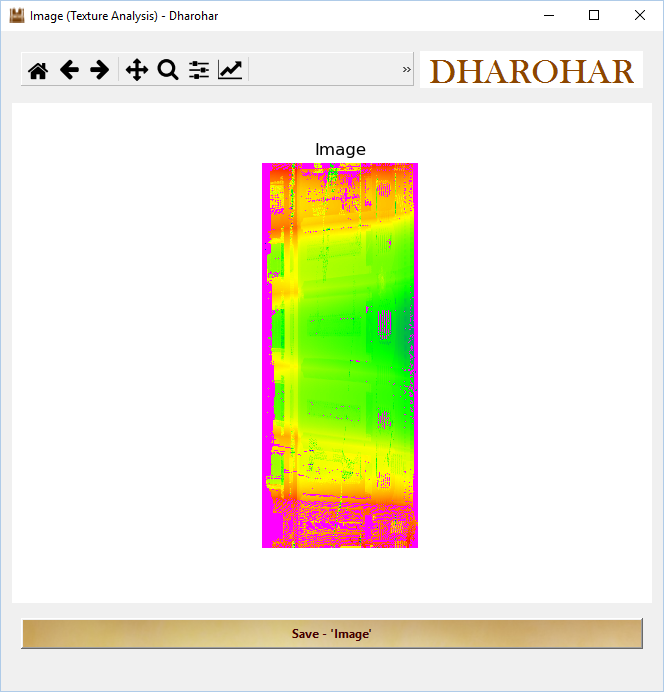 Image (Texture Analysis) - Dharohar
»
DHAROHAR
Image
Save - 'Image'